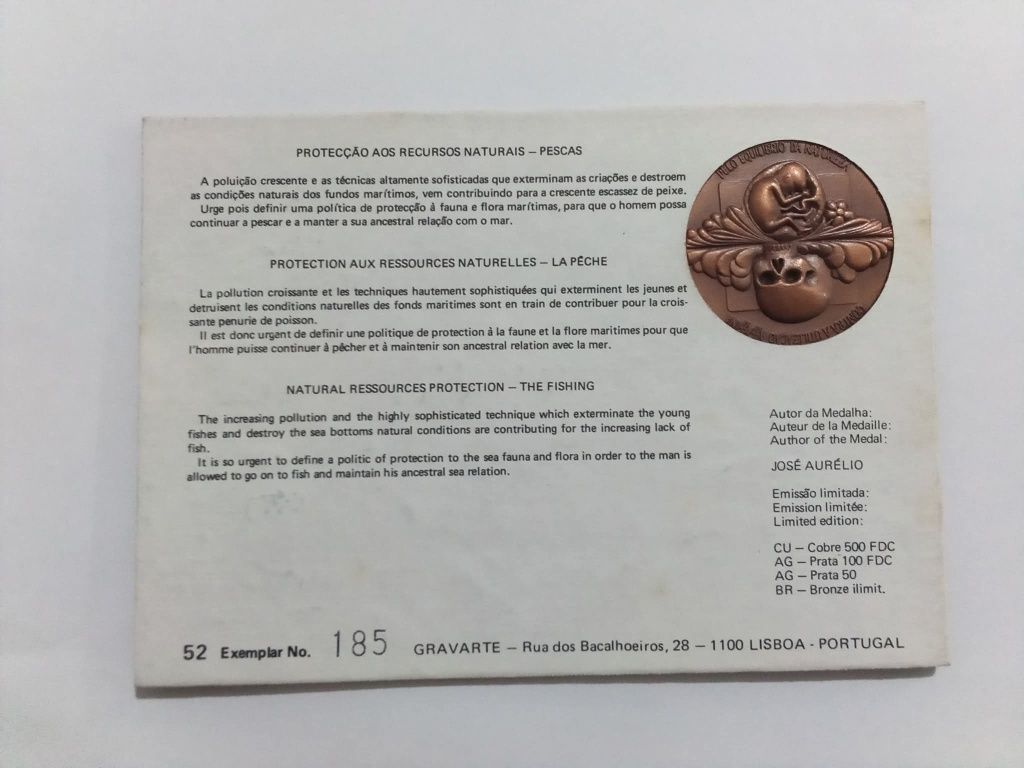 PROTECÇÃO AOS RECURSOS NATURAIS – PESCAS
A poluição crescente e as técnicas altamente sofisticadas que exterminam as criações e destroem
as condições naturais dos fundos marítimos, vem contribuindo para a crescente escassez de peixe.
Urge pois definir uma política de protecção à fauna e flora marítimas, para que o homem possa
continuar a pescar e a manter a sua ancestral relação com o mar.
PROTECTION AUX RESSOURCES NATURELLES – LA PÊCHE
La pollution croissante et les techniques hautement sophistiquées qui exterminent les jeunes et
detruisent les conditions naturelles des fonds maritimes sont en train de contribuer pour la crois-
sante penurie de poisson.
Il est donc urgent de definir une politique de protection à la faune et la flore maritimes pour que
l'homme puisse continuer à pêcher et à maintenir son ancestral relation avec la mer.
NATURAL RESSOURCES PROTECTION – THE FISHING
The increasing pollution and the highly sophisticated technique which exterminate the young
fishes and destroy the sea bottoms natural conditions are contributing for the increasing lack of
fish.
It is so urgent to define a politic of protection to the sea fauna and flora in order to the man is
allowed to go on to fish and maintain his ancestral sea relation.
PELO EQUILIBRIO DA NATUREZA
Autor da Medalha:
Auteur de la Medaille:
Author of the Medal:
JOSÉ AURÉLIO
Emissão limitada:
Emission limitée:
Limited edition:
CU – Cobre 500 FDC
AG – Prata 100 FDC
AG – Prata 50
BR – Bronze ilimit.
52 Exemplar No. 185 GRAVARTE – Rua dos Bacalhoeiros, 28 – 1100 LISBOA - PORTUGAL